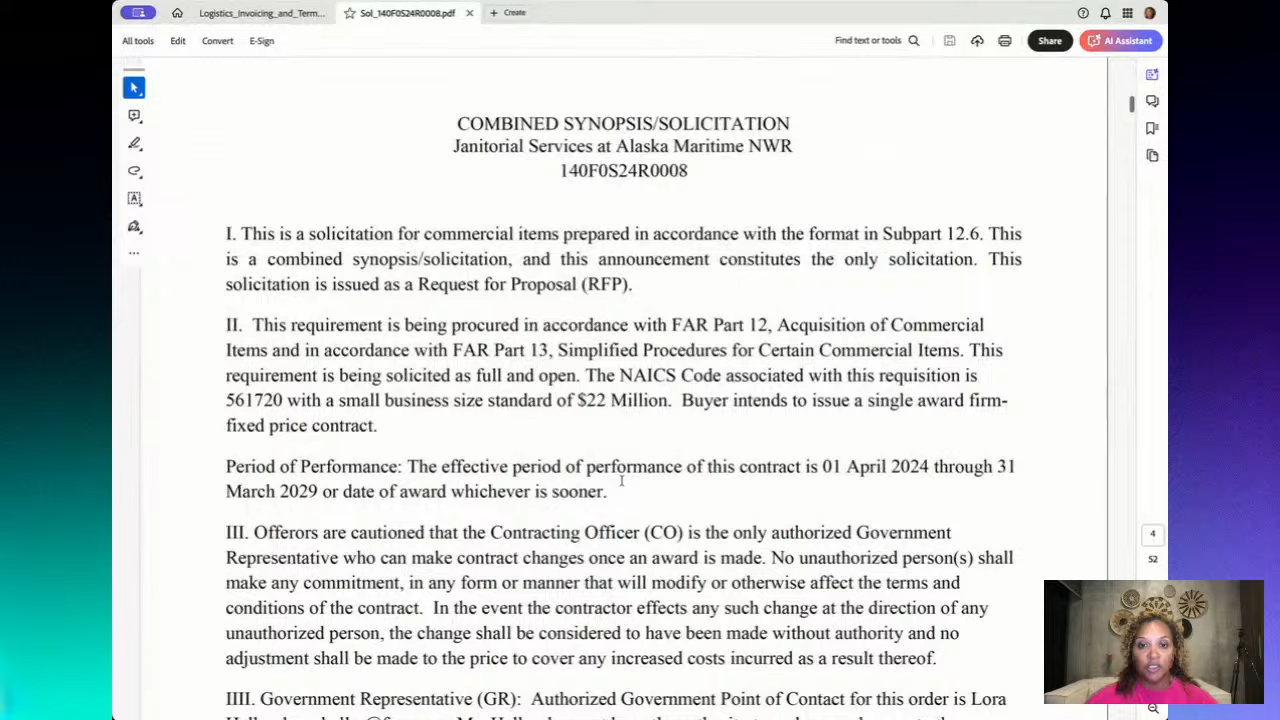 Logistics_Invoicing_and_Term...
Sol_140F0S24R0008.pdf
Create
All tools
Edit
Convert
E-Sign
Find text or tools
Share
AI Assistant
COMBINED SYNOPSIS/SOLICITATION
Janitorial Services at Alaska Maritime NWR
140F0S24R0008
I. This is a solicitation for commercial items prepared in accordance with the format in Subpart 12.6. This
is a combined synopsis/solicitation, and this announcement constitutes the only solicitation. This
solicitation is issued as a Request for Proposal (RFP).
II. This requirement is being procured in accordance with FAR Part 12, Acquisition of Commercial
Items and in accordance with FAR Part 13, Simplified Procedures for Certain Commercial Items. This
requirement is being solicited as full and open. The NAICS Code associated with this requisition is
561720 with a small business size standard of $22 Million. Buyer intends to issue a single award firm-
fixed price contract.
Period of Performance: The effective period of performance of this contract is 01 April 2024 through 31
March 2029 or date of award whichever is sooner.
III. Offerors are cautioned that the Contracting Officer (CO) is the only authorized Government
Representative who can make contract changes once an award is made. No unauthorized person(s) shall
make any commitment, in any form or manner that will modify or otherwise affect the terms and
conditions of the contract. In the event the contractor effects any such change at the direction of any
unauthorized person, the change shall be considered to have been made without authority and no
adjustment shall be made to the price to cover any increased costs incurred as a result thereof.
IIII. Government Representative (GR): Authorized Government Point of Contact for this order is Lora
4
52